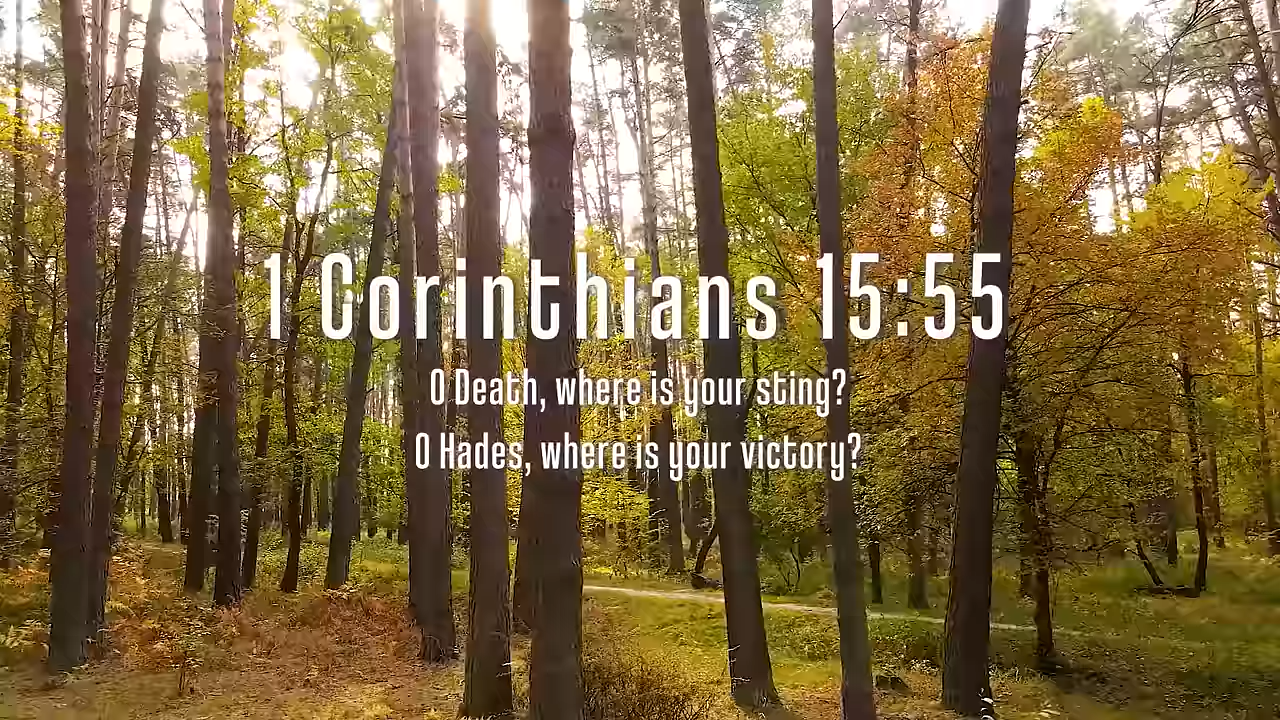 1 Corinthians 15:55
O Death, where is your sting?
O Hades, where is your victory?